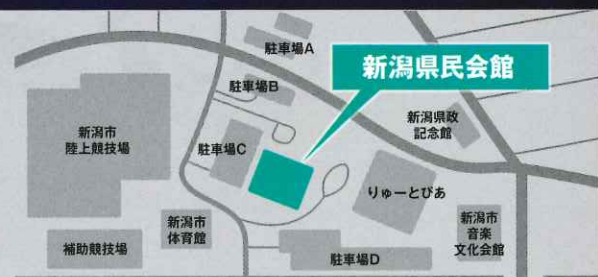 駐車場A
新潟県民会館
駐車場B
新潟県政
記念館
新潟市
陸上競技場
駐車場C
りゅーとぴあ
新潟市
体育館
新潟市
音楽
文化会館
補助競技場
駐車場D